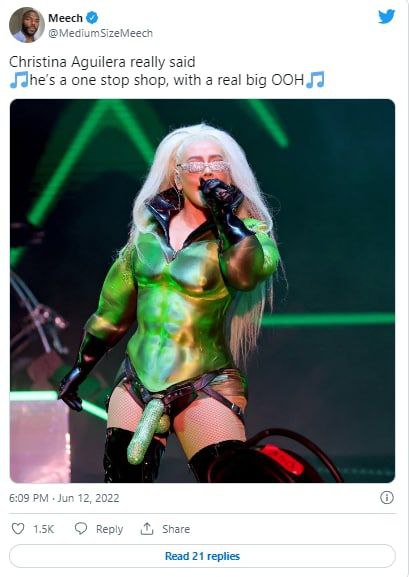 Meech
@MediumSizeMeech
Christina Aguilera really said
🎵he's a one stop shop, with a real big OOH🎵
6:09 PM · Jun 12, 2022
1.5K Reply Share
Read 21 replies